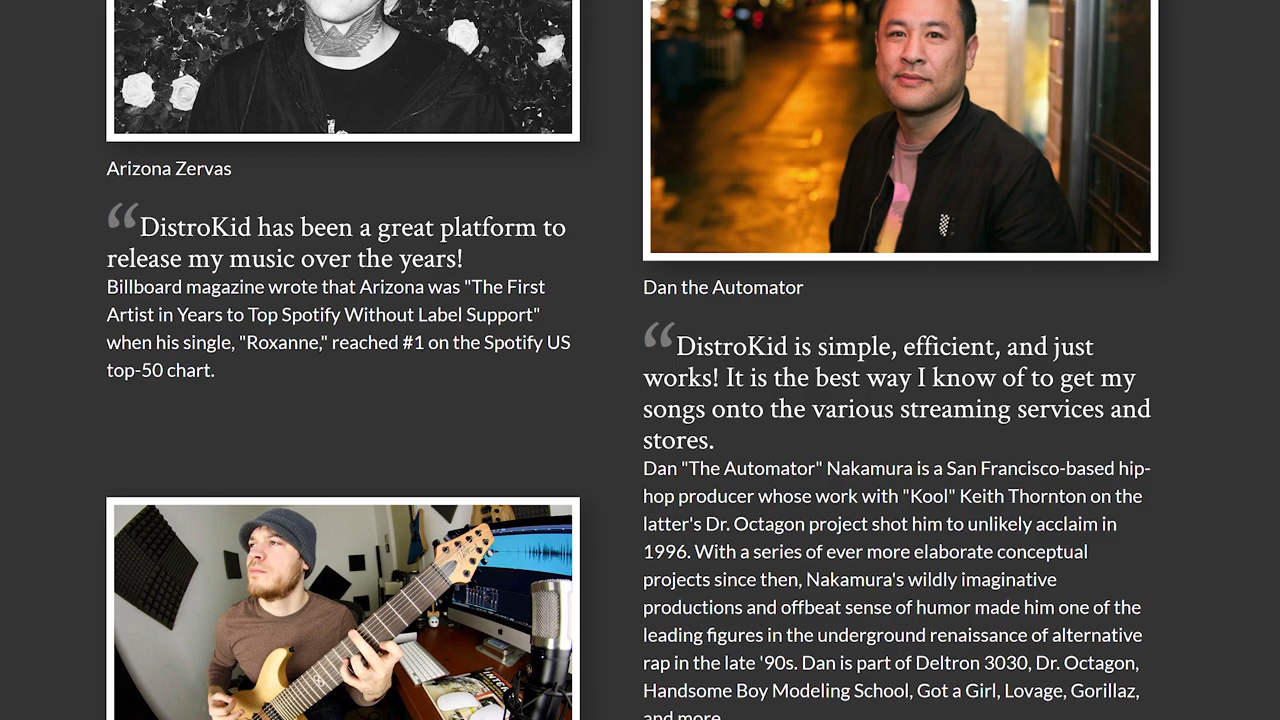 Arizona Zervas
“DistroKid has been a great platform to
release my music over the years!
Billboard magazine wrote that Arizona was "The First
Artist in Years to Top Spotify Without Label Support"
when his single, "Roxanne," reached #1 on the Spotify US
top-50 chart.
Dan the Automator
“DistroKid is simple, efficient, and just
works! It is the best way I know of to get my
songs onto the various streaming services and
stores.
Dan "The Automator" Nakamura is a San Francisco-based hip-
hop producer whose work with "Kool" Keith Thornton on the
latter's Dr. Octagon project shot him to unlikely acclaim in
1996. With a series of ever more elaborate conceptual
projects since then, Nakamura's wildly imaginative
productions and offbeat sense of humor made him one of the
leading figures in the underground renaissance of alternative
rap in the late '90s. Dan is part of Deltron 3030, Dr. Octagon,
Handsome Boy Modeling School, Got a Girl, Lovage, Gorillaz,
and more